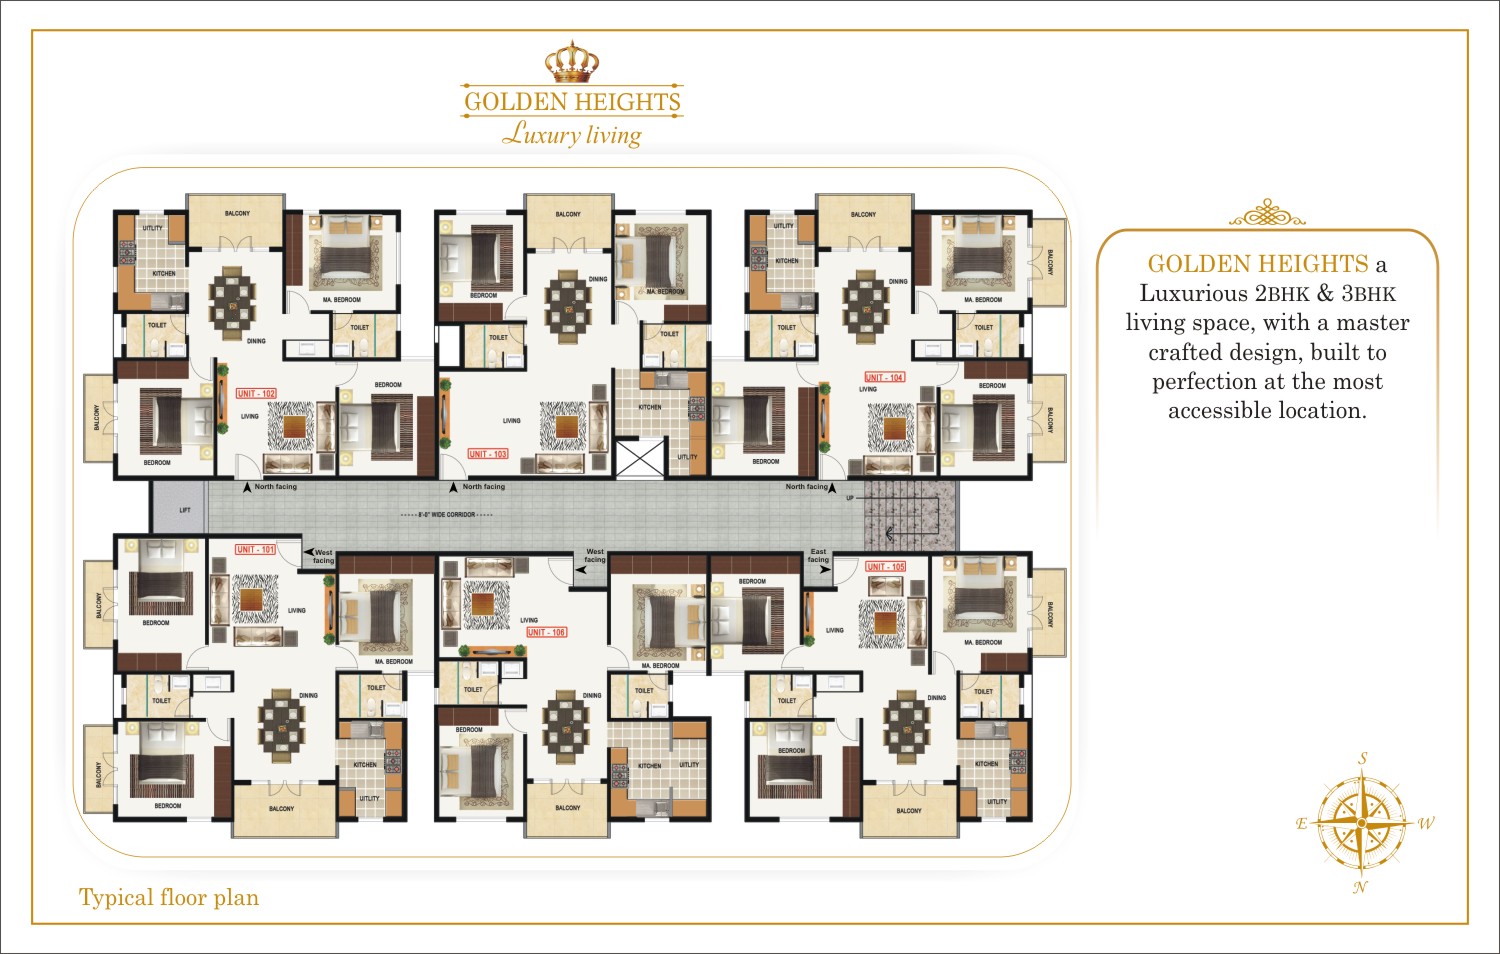 GOLDEN HEIGHTS
Luxury living
GOLDEN HEIGHTS a
Luxurious 2BHK & 3BHK
living space, with a master
crafted design, built to
perfection at the most
accessible location.
BALCONY
UITLITY
KITCHEN
MA. BEDROOM
TOILET
TOILET
DINING
BALCONY
BEDROOM
UNIT - 102
LIVING
BEDROOM
North facing
BALCONY
BEDROOM
DINING
MA. BEDROOM
TOILET
TOILET
LIVING
KITCHEN
UNIT - 103
UITLITY
North facing
BALCONY
UITLITY
KITCHEN
DINING
MA. BEDROOM
BALCONY
TOILET
TOILET
UNIT - 104
LIVING
BEDROOM
BALCONY
BEDROOM
North facing
LIFT
-----8'-0" WIDE CORRIDOR------
UP
UNIT - 101
West
facing
BALCONY
BEDROOM
LIVING
MA. BEDROOM
TOILET
TOILET
DINING
BALCONY
BEDROOM
BALCONY
KITCHEN
UITLITY
West
facing
LIVING
UNIT - 106
MA. BEDROOM
TOILET
TOILET
DINING
BEDROOM
KITCHEN
UITLITY
BALCONY
East
facing
UNIT - 105
BEDROOM
LIVING
MA. BEDROOM
BALCONY
TOILET
TOILET
DINING
BEDROOM
KITCHEN
UITLITY
BALCONY
S
E
W
N
Typical floor plan